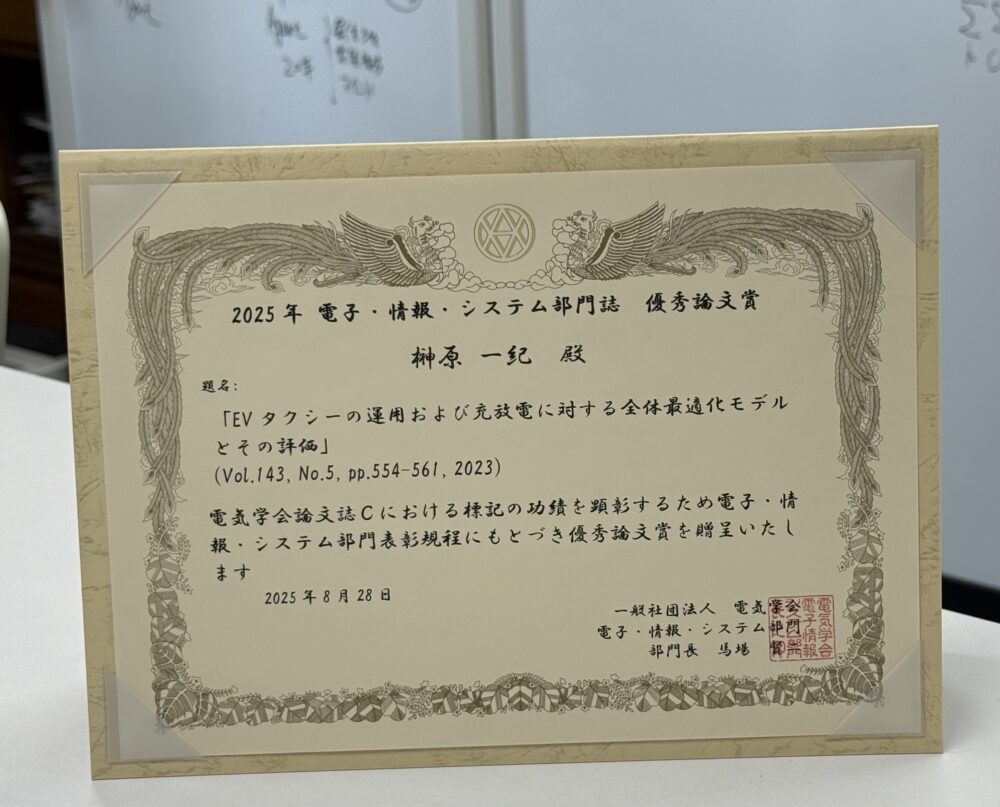 2025年 電子・情報・システム部門誌　優秀論文賞
榊原 一紀　殿
題名:
「EVタクシーの運用および充放電に対する全体最適化モデル
とその評価」
(Vol.143, No.5, pp.554-561, 2023)
電気学会論文誌Cにおける標記の功績を顕彰するため電子・情
報・システム部門表彰規程にもとづき優秀論文賞を贈呈いたし
ます
2025年8月28日
一般社団法人　電気学会
電子・情報・システム部門
部門長　馬場